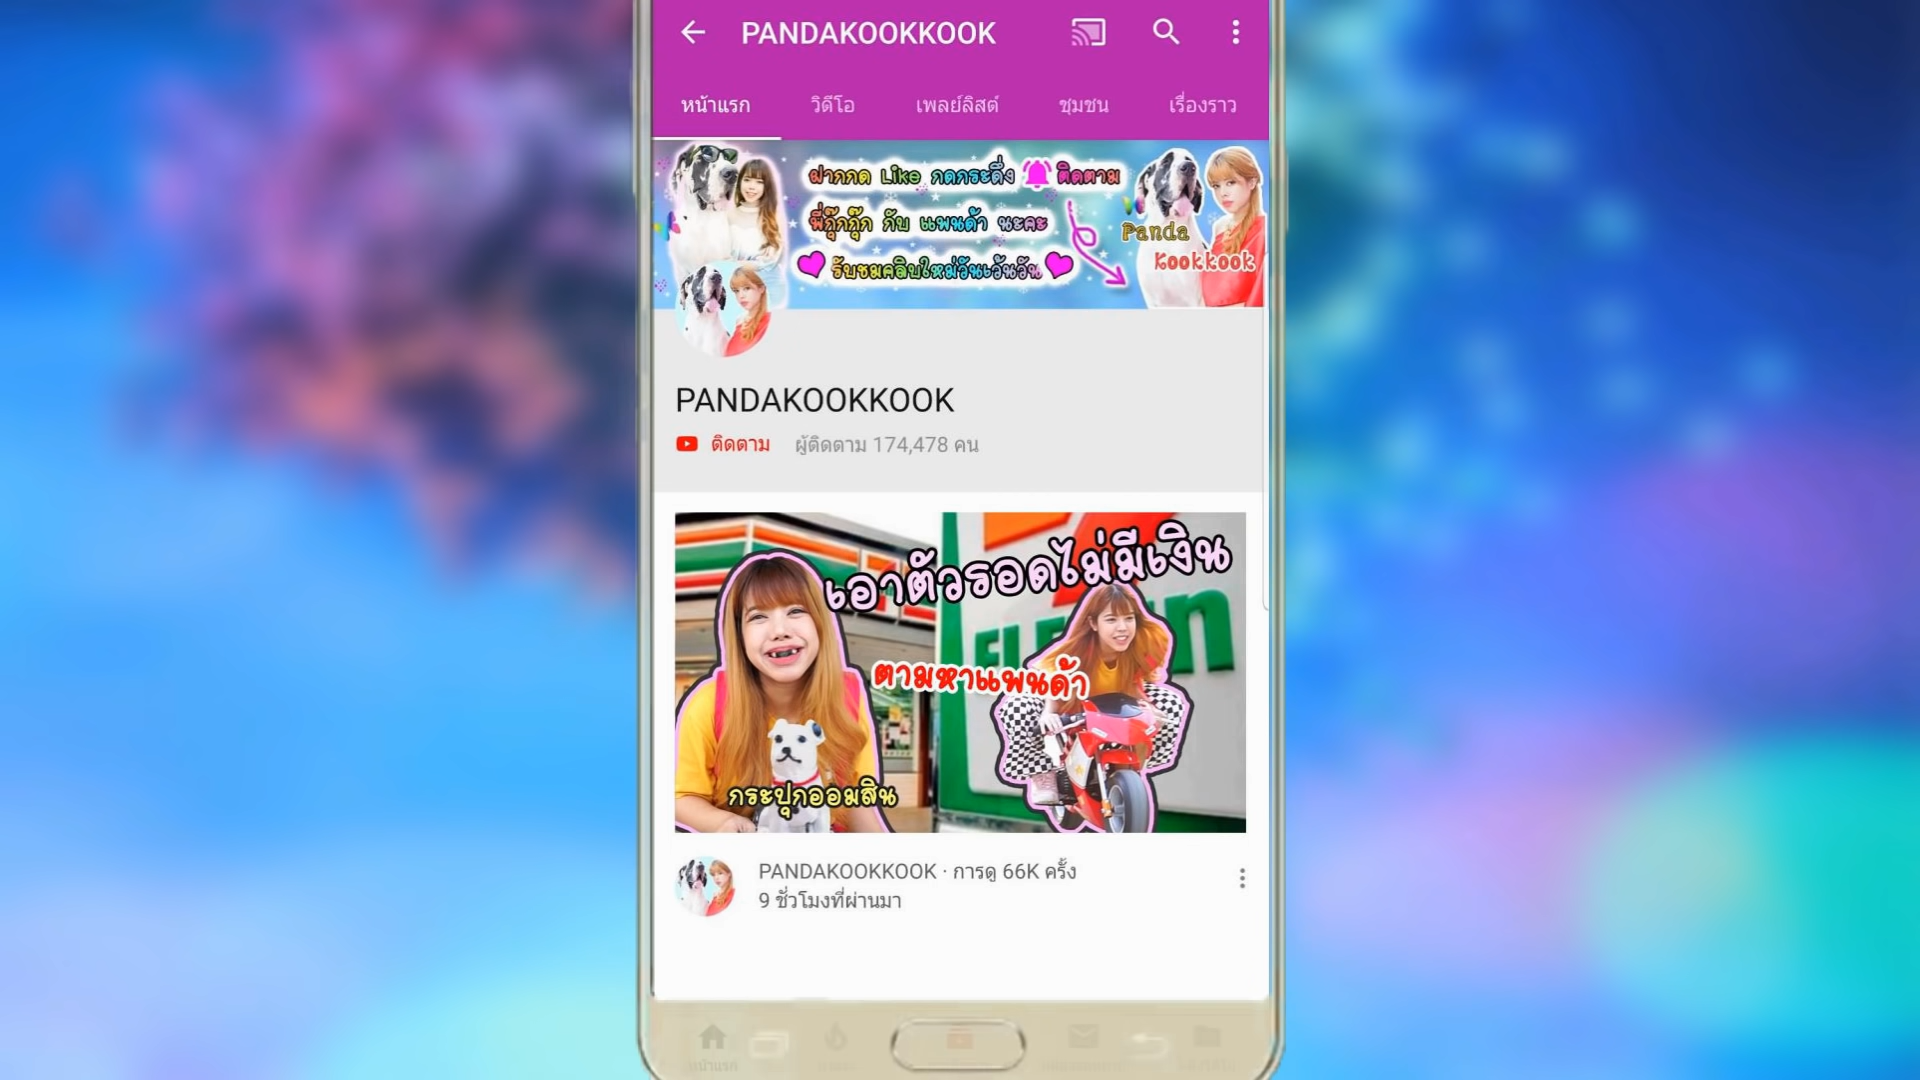 PANDAKOOKKOOK
หน้าแรก วิดีโอ เพลย์ลิสต์ ชุมชน เรื่องราว
ฝากกด Like กดกระดิ่ง ติดตาม
พี่กุ๊กกุ๊ก กับ แพนด้า นะคะ
รับชมคลิปใหม่วันเว้นวัน
Panda
Kookkook
PANDAKOOKKOOK
ติดตาม ผู้ติดตาม 174,478 คน
เอาตัวรอดไม่มีเงิน
ตามหาแพนด้า
กระปุกออมสิน
PANDAKOOKKOOK · การดู 66K ครั้ง
9 ชั่วโมงที่ผ่านมา
หน้าแรก